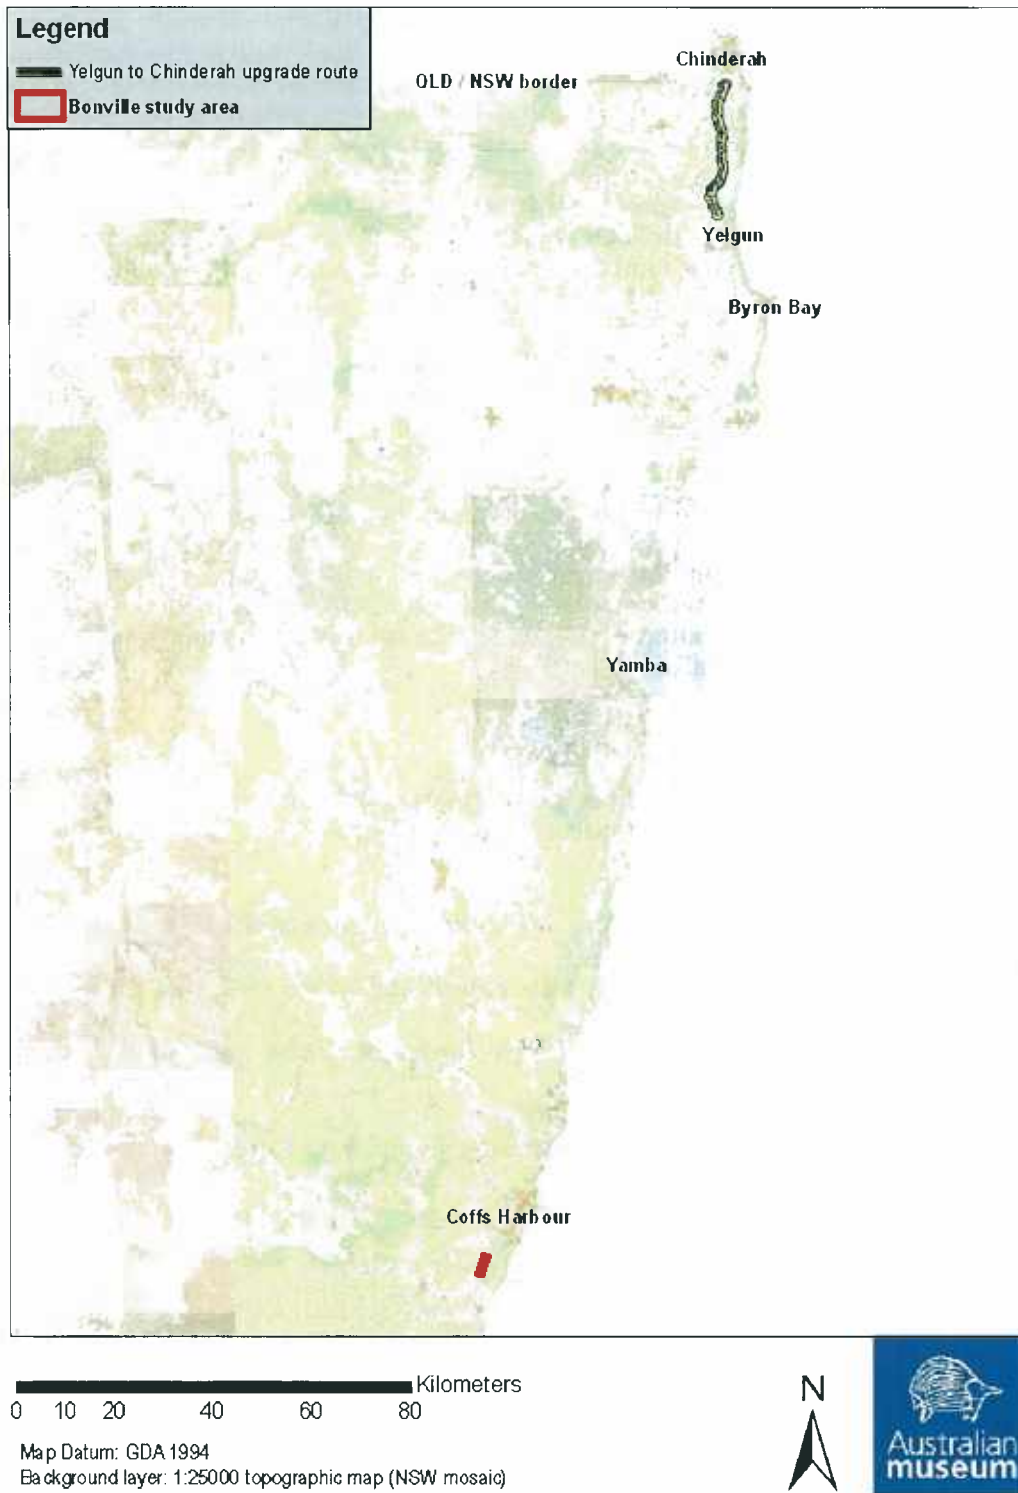 Legend
Yelgun to Chinderah upgrade route
Bonville study area
QLD / NSW border
Chinderah
Yelgun
Byron Bay
Yamba
Coffs Harbour
Kilometers
0 10 20 40 60 80
N
Map Datum: GDA 1994
Background layer: 1:25000 topographic map (NSW mosaic)
Australian
museum